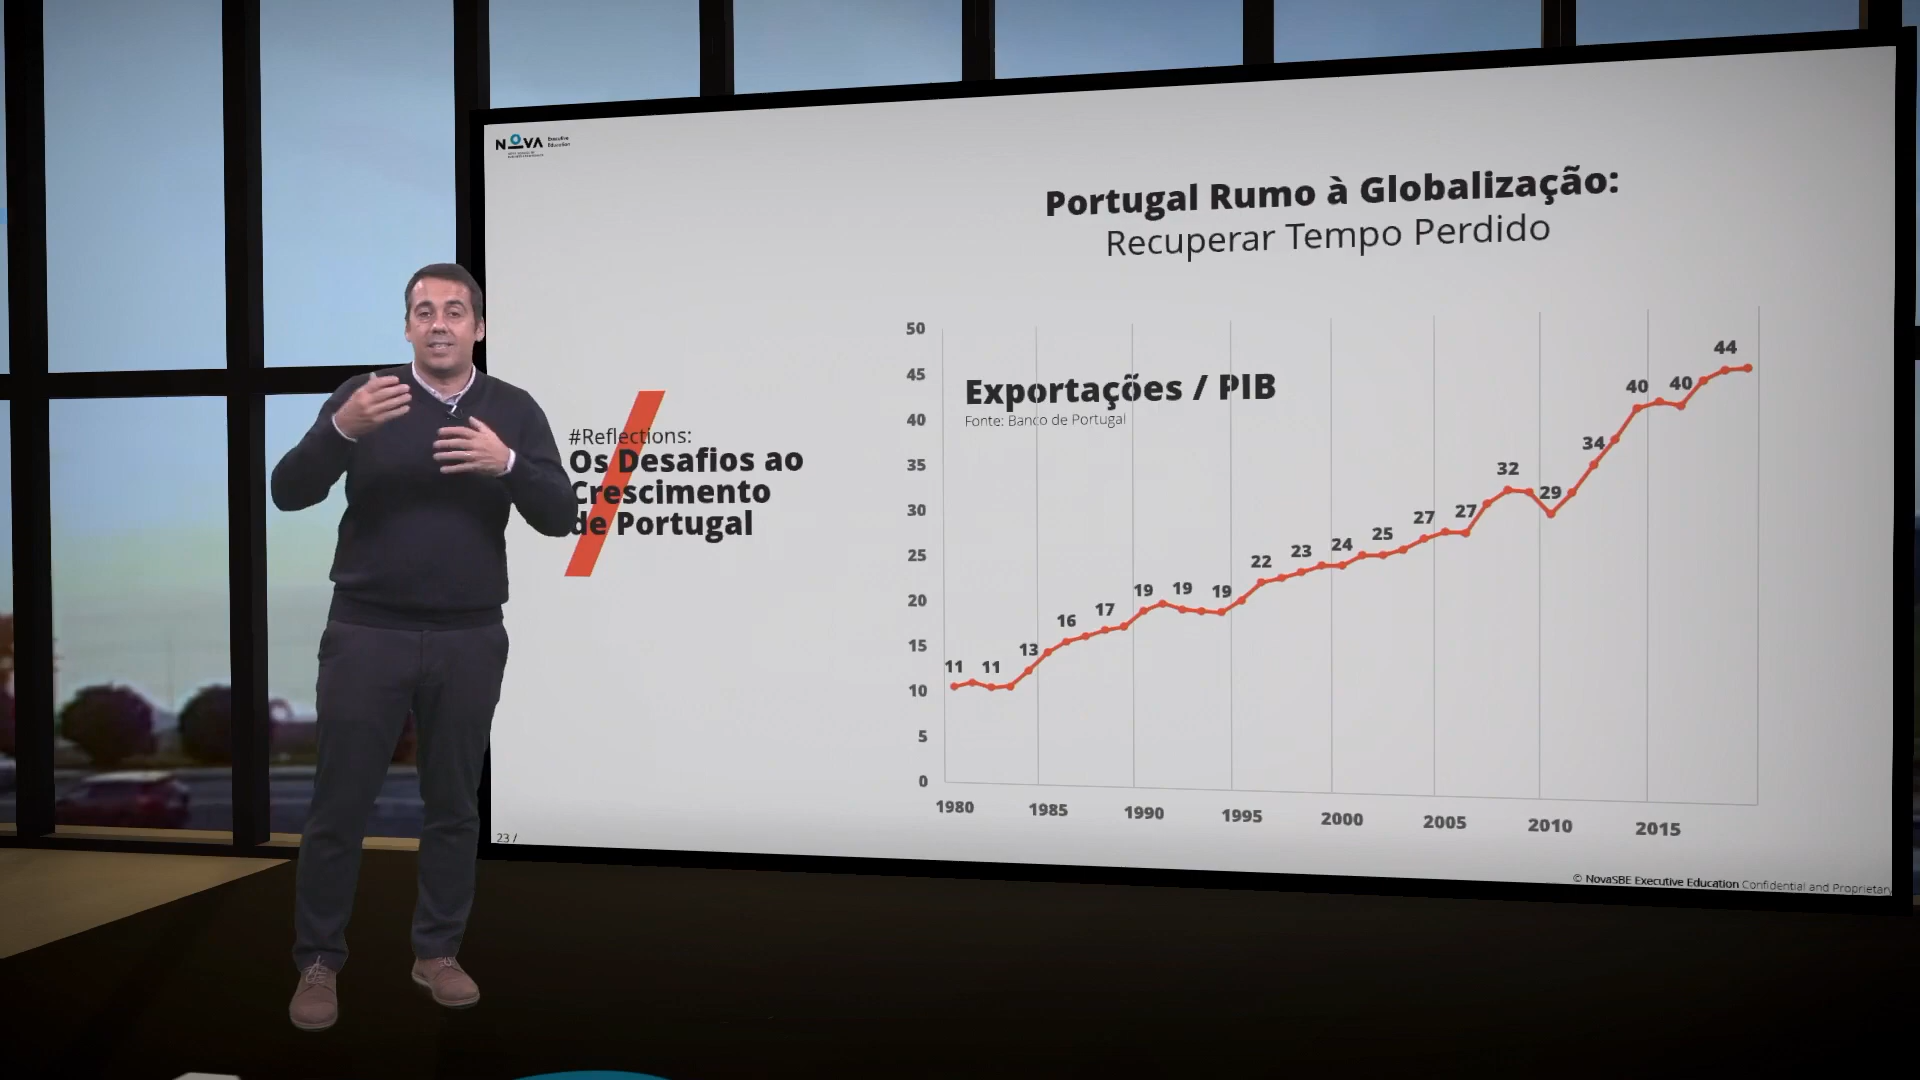 NOVA Executive
Education
Portugal Rumo à Globalização:
Recuperar Tempo Perdido
#Reflections:
Os Desafios ao
Crescimento
de Portugal
Exportações / PIB
Fonte: Banco de Portugal
50
45
40
35
30
25
20
15
10
5
0
11 11 13 16 17 19 19 19 22 23 24 25 27 27 32 29 34 40 40 44
1980 1985 1990 1995 2000 2005 2010 2015
23 /
© NovaSBE Executive Education Confidential and Proprietary